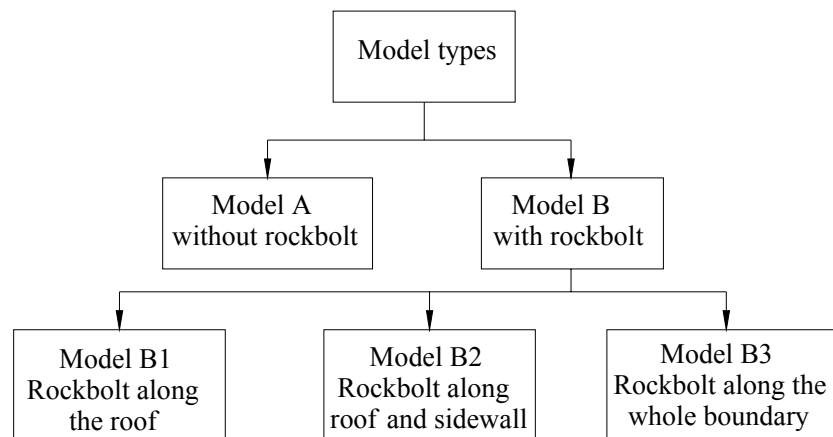 Model types
Model A
without rockbolt
Model B
with rockbolt
Model B1
Rockbolt along
the roof
Model B2
Rockbolt along
roof and sidewall
Model B3
Rockbolt along the
whole boundary